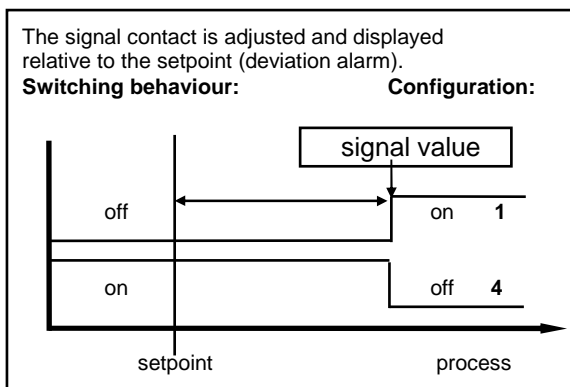 The signal contact is adjusted and displayed
relative to the setpoint (deviation alarm).
Switching behaviour: Configuration:
signal value
off on 1
on off 4
setpoint process